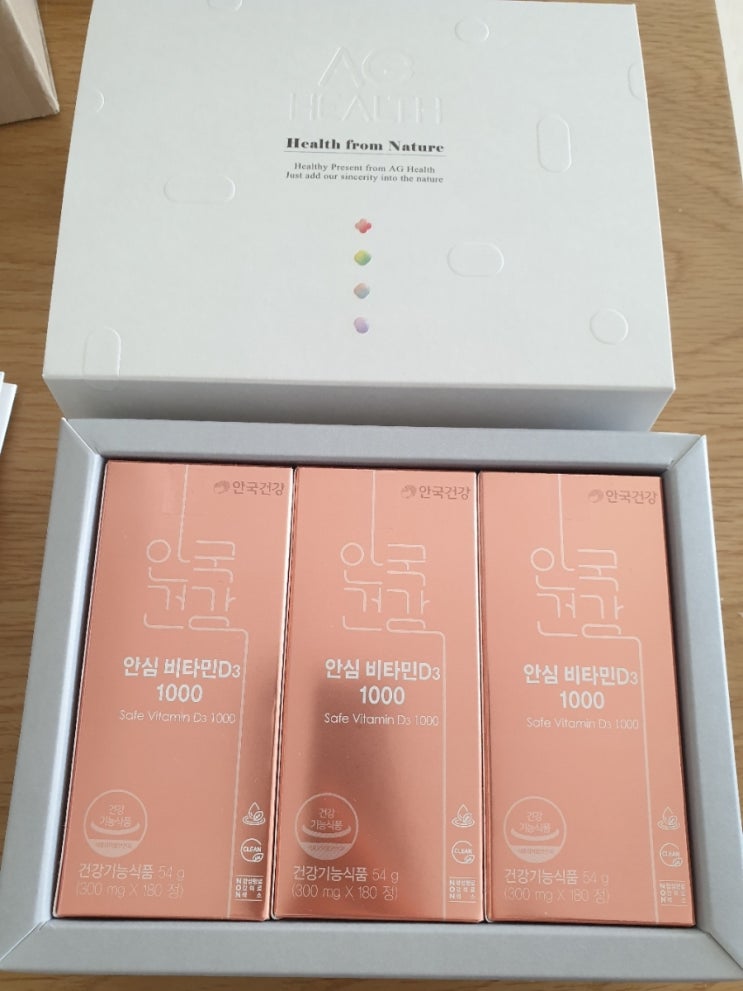 AG
HEALTH
Health from Nature
Healthy Present from AG Health
Just add our sincerity into the nature
안국건강
안국
건강
안심 비타민D3
1000
Safe Vitamin D3 1000
건강
기능식품
CLEAN
건강기능식품 54 g
(300 mg X 180 정)
안국건강
안국
건강
안심 비타민D3
1000
Safe Vitamin D3 1000
건강
기능식품
CLEAN
건강기능식품 54 g
(300 mg X 180 정)
안국건강
안국
건강
안심 비타민D3
1000
Safe Vitamin D3 1000
건강
기능식품
CLEAN
건강기능식품 54 g
(300 mg X 180 정)